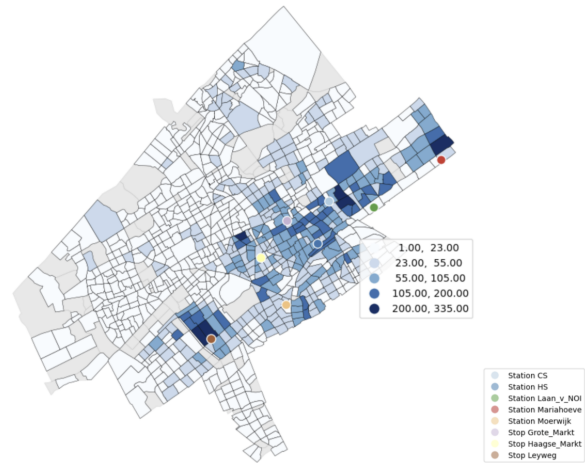 1.00, 23.00
23.00, 55.00
55.00, 105.00
105.00, 200.00
200.00, 335.00
Station CS
Station HS
Station Laan_v_NOI
Station Mariahoeve
Station Moerwijk
Stop Grote_Markt
Stop Haagse_Markt
Stop Leyweg